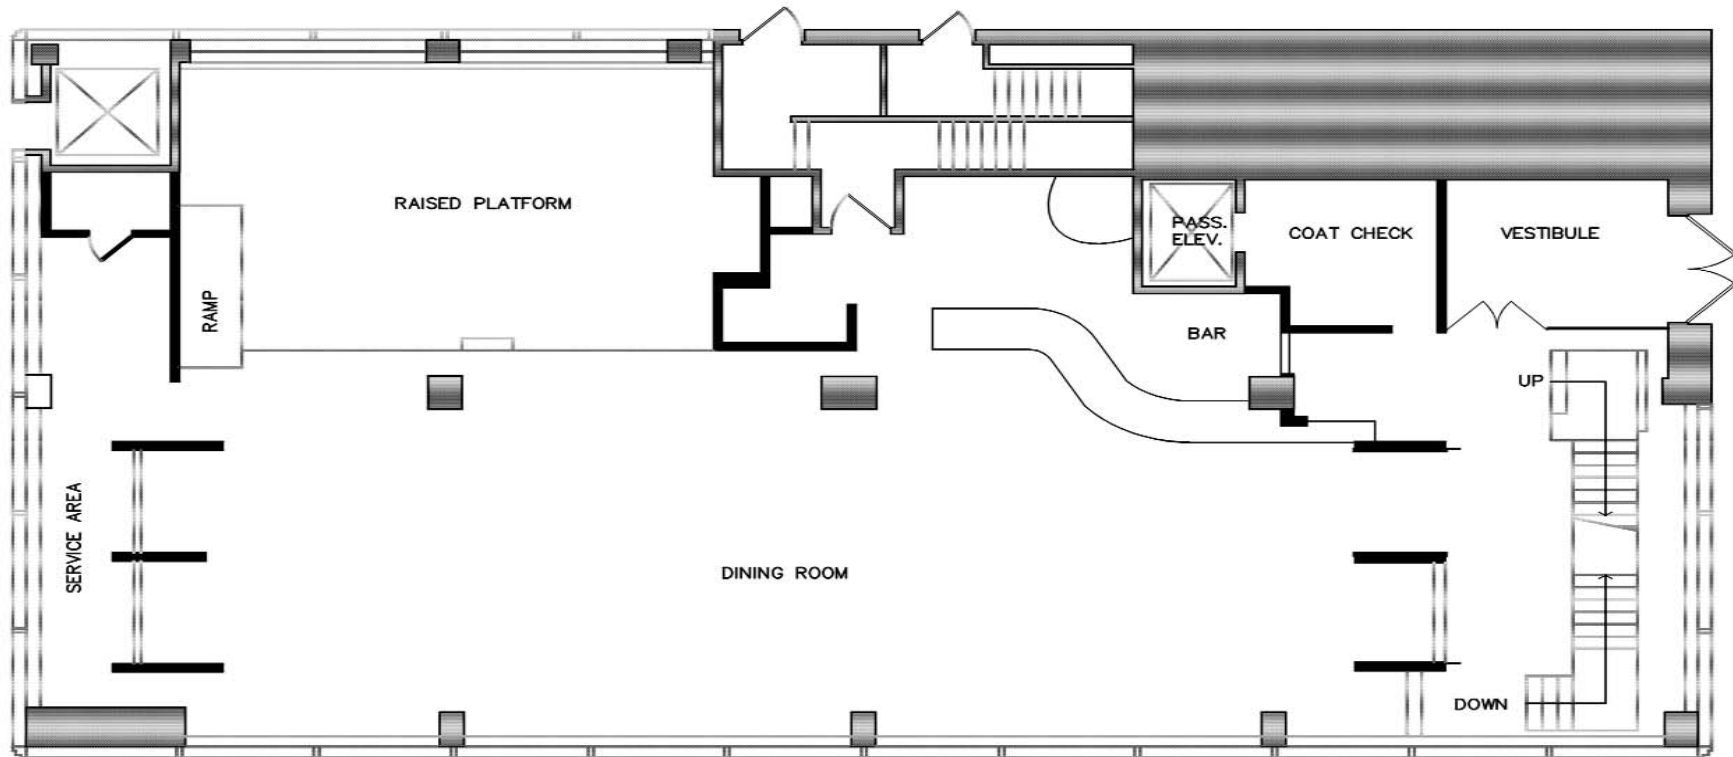 RAISED PLATFORM
PASS.
ELEV.
COAT CHECK
VESTIBULE
RAMP
BAR
UP
SERVICE AREA
DINING ROOM
DOWN